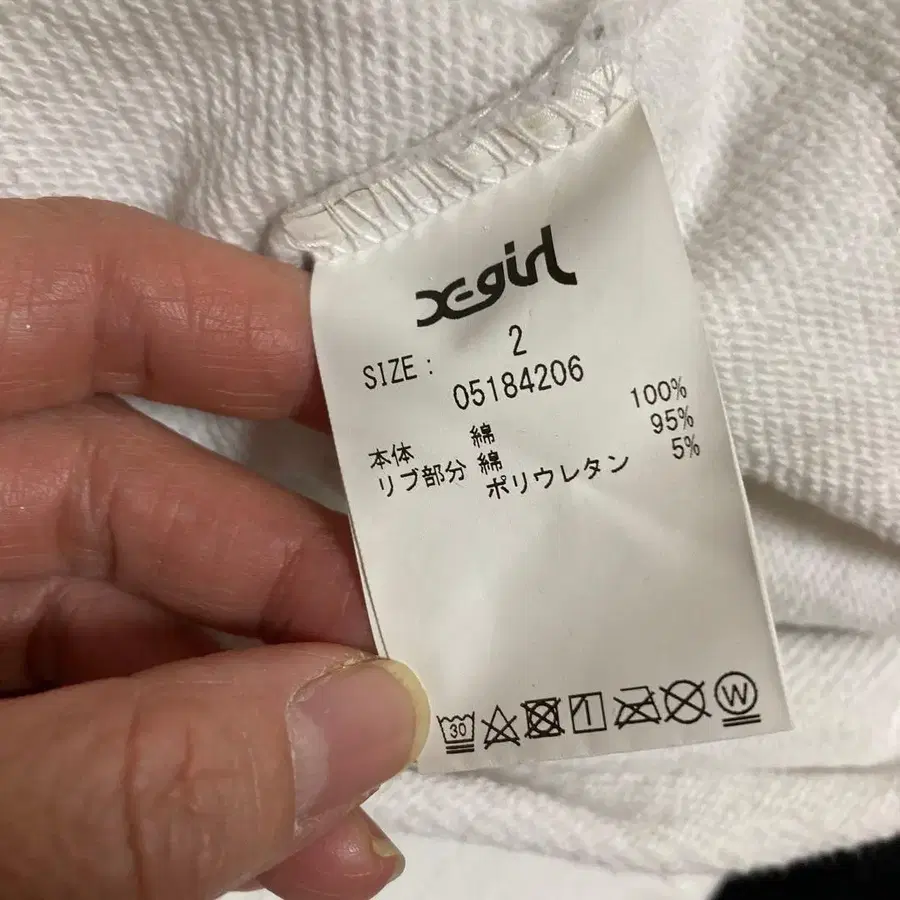 X-girl
SIZE: 2
05184206
本体 綿 100%
リブ部分 綿 95%
ポリウレタン 5%
30 W